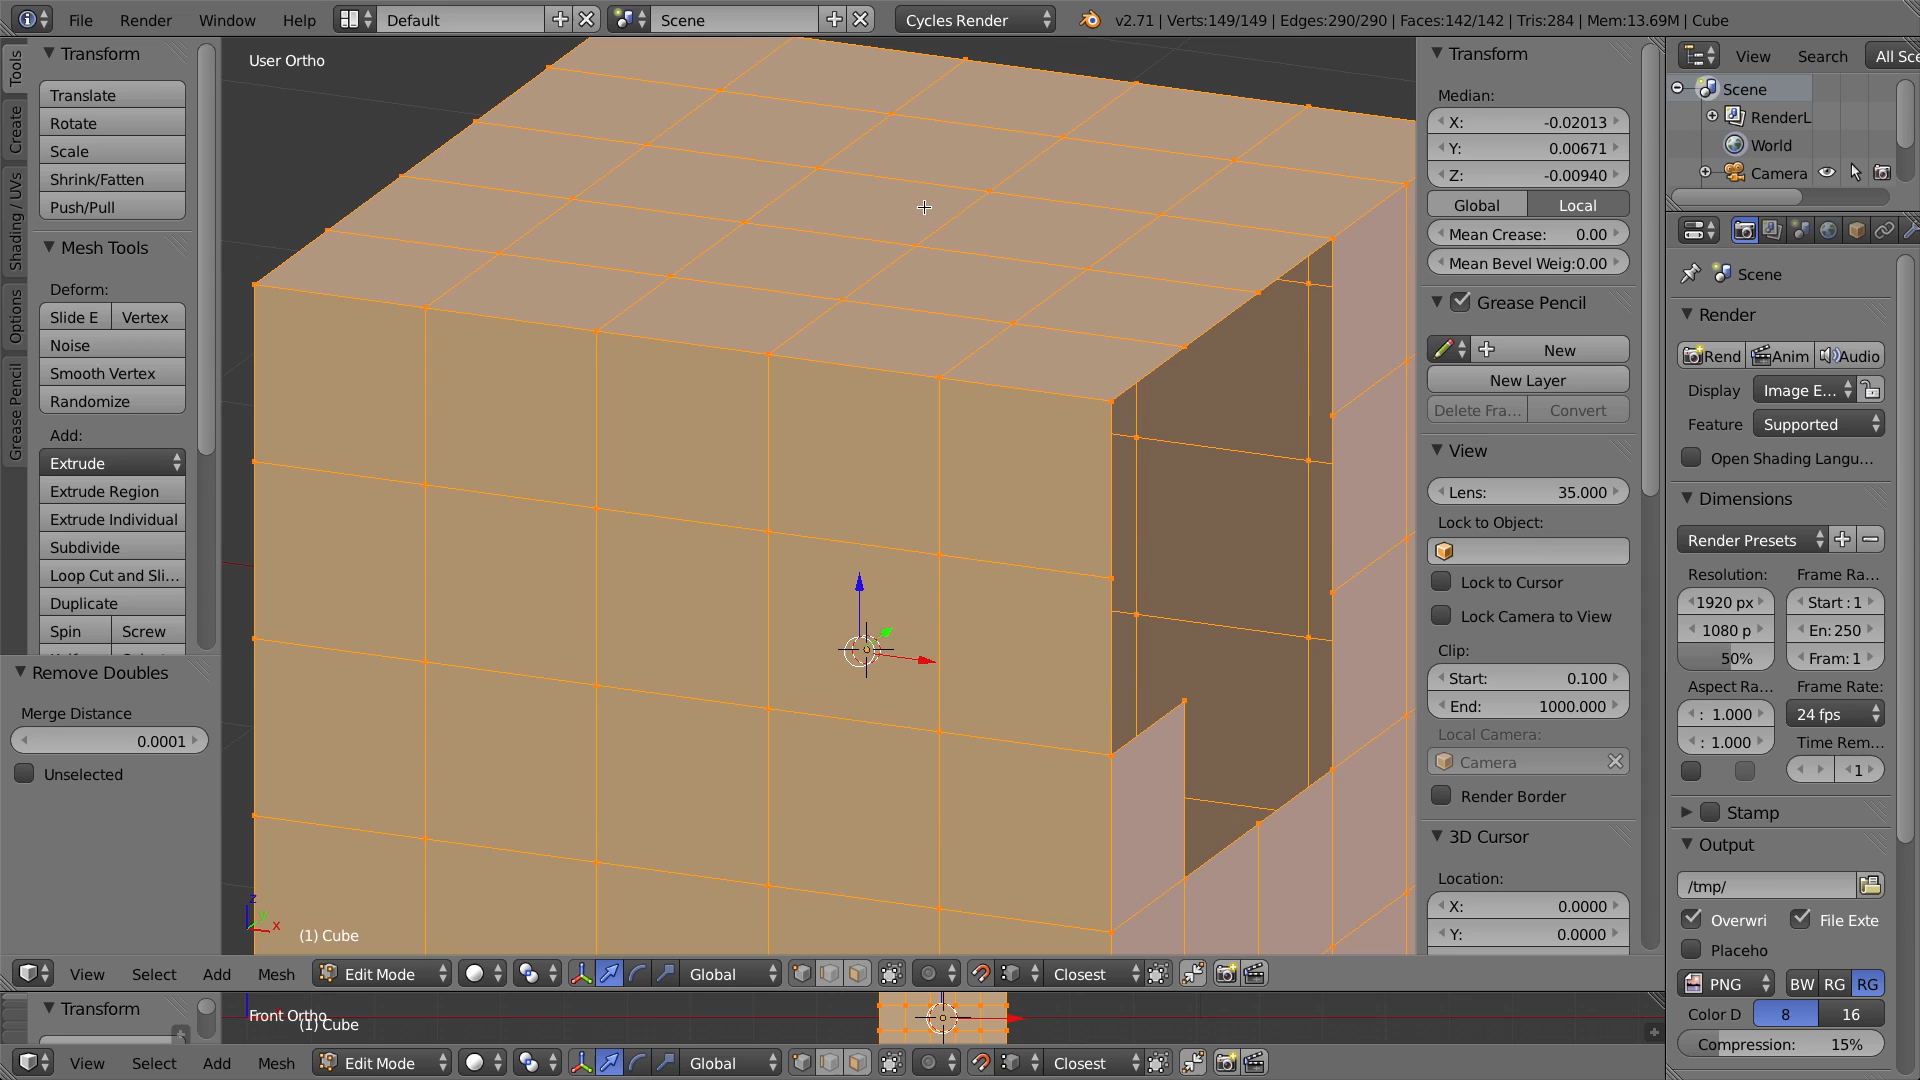 File Render Window Help Default Scene Cycles Render v2.71 | Verts:149/149 | Edges:290/290 | Faces:142/142 | Tris:284 | Mem:13.69M | Cube
Tools
Create
Shading / UVs
Options
Grease Pencil
Transform
Translate
Rotate
Scale
Shrink/Fatten
Push/Pull
Mesh Tools
Deform:
Slide E Vertex
Noise
Smooth Vertex
Randomize
Add:
Extrude
Extrude Region
Extrude Individual
Subdivide
Loop Cut and Sli...
Duplicate
Spin Screw
Remove Doubles
Merge Distance
0.0001
Unselected
User Ortho
z
y
x
(1) Cube
Transform
Median:
X: -0.02013
Y: 0.00671
Z: -0.00940
Global Local
Mean Crease: 0.00
Mean Bevel Weig:0.00
Grease Pencil
New
New Layer
Delete Fra... Convert
View
Lens: 35.000
Lock to Object:
Lock to Cursor
Lock Camera to View
Clip:
Start: 0.100
End: 1000.000
Local Camera:
Camera
Render Border
3D Cursor
Location:
X: 0.0000
Y: 0.0000
View Search All Sce
Scene
RenderL
World
Camera
Scene
Render
Rend Anim Audio
Display Image E...
Feature Supported
Open Shading Langu...
Dimensions
Render Presets
Resolution: Frame Ra...
1920 px Start : 1
1080 p En: 250
50% Fram: 1
Aspect Ra... Frame Rate:
: 1.000 24 fps
: 1.000 Time Rem...
1
Stamp
Output
/tmp/
Overwri File Exte
Placeho
PNG BW RG RG
Color D 8 16
Compression: 15%
View Select Add Mesh Edit Mode Global Closest
Transform
Front Ortho
(1) Cube
View Select Add Mesh Edit Mode Global Closest